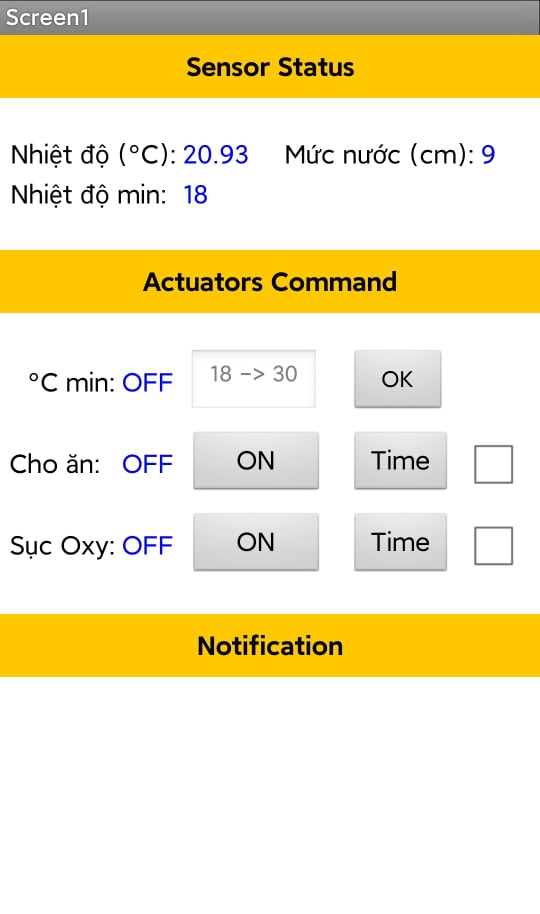 Screen1
Sensor Status
Nhiệt độ (°C): 20.93 Mức nước (cm): 9
Nhiệt độ min: 18
Actuators Command
°C min: OFF 18 –> 30 OK
Cho ăn: OFF ON Time
Sục Oxy: OFF ON Time
Notification